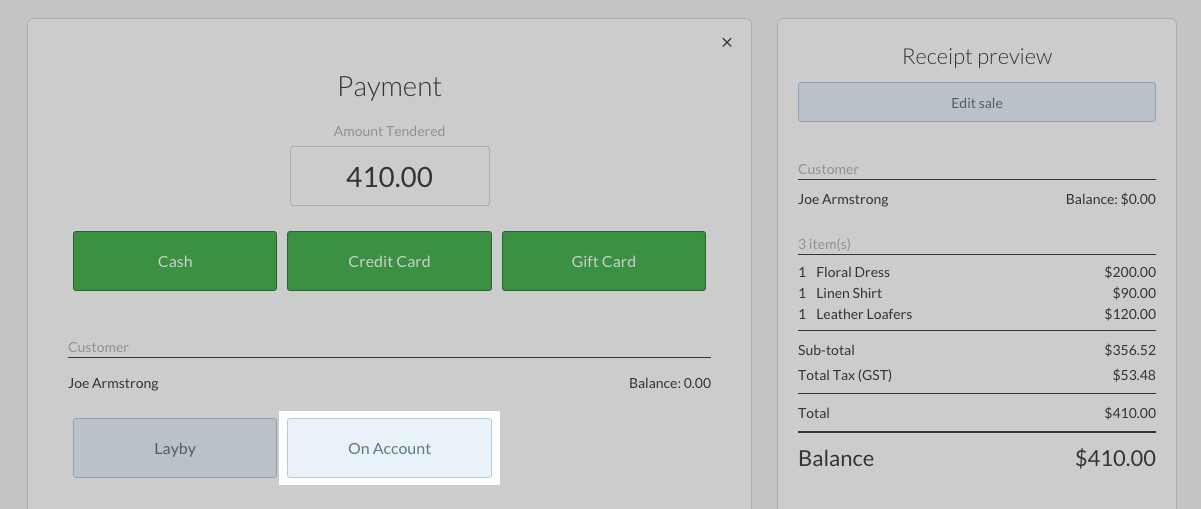 ×
Payment
Amount Tendered
410.00
Cash Credit Card Gift Card
Customer
Joe Armstrong Balance: 0.00
Layby On Account
Receipt preview
Edit sale
Customer
Joe Armstrong Balance: $0.00
3 item(s)
1 Floral Dress $200.00
1 Linen Shirt $90.00
1 Leather Loafers $120.00
Sub-total $356.52
Total Tax (GST) $53.48
Total $410.00
Balance $410.00